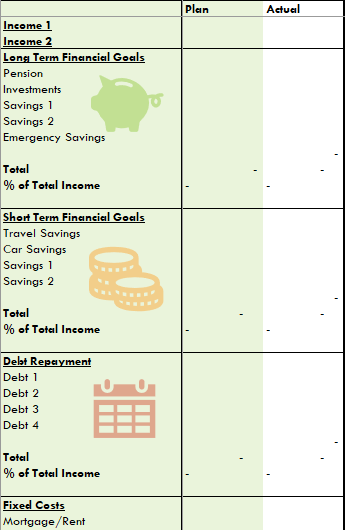 Plan Actual
Income 1
Income 2
Long Term Financial Goals
Pension
Investments
Savings 1
Savings 2
Emergency Savings
-
Total - -
% of Total Income - -
Short Term Financial Goals
Travel Savings
Car Savings
Savings 1
Savings 2
-
Total - -
% of Total Income - -
Debt Repayment
Debt 1
Debt 2
Debt 3
Debt 4
-
Total - -
% of Total Income - -
Fixed Costs
Mortgage/Rent